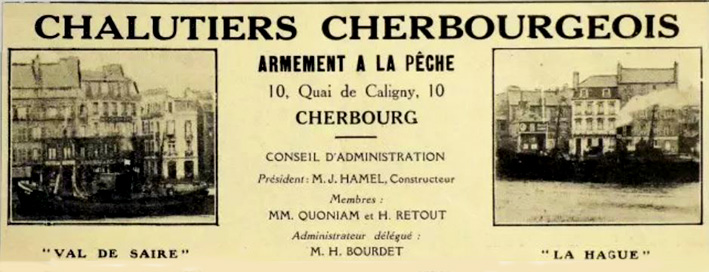 CHALUTIERS CHERBOURGEOIS
ARMEMENT A LA PÊCHE
10, Quai de Caligny, 10
CHERBOURG
CONSEIL D'ADMINISTRATION
Président : M. J. HAMEL, Constructeur
Membres :
MM. QUONIAM et H. RETOUT
Administrateur délégué :
M. H. BOURDET
"VAL DE SAIRE"
"LA HAGUE"